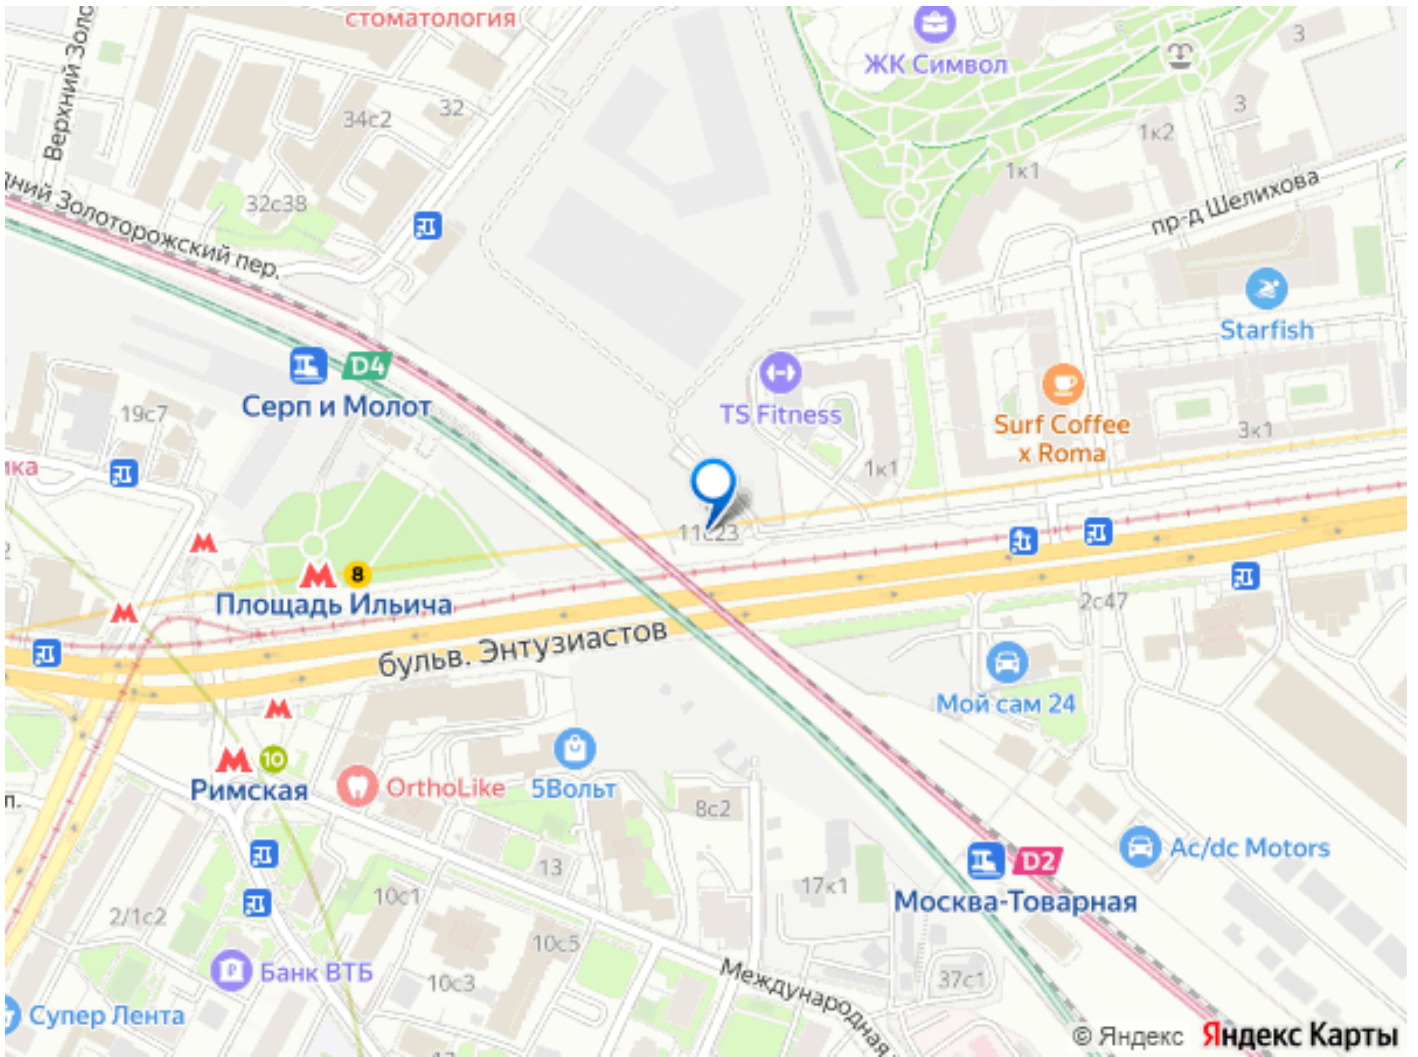 стоматология
Верхний Золо
34с2
32
32с38
ний Золоторожский пер.
ЖК Символ
3
3
1к2
1к1
пр-д Шелихова
Starfish
D4
Серп и Молот
19с7
ика
TS Fitness
Surf Coffee
x Roma
3к1
1к1
11с23
8
Площадь Ильича
бульв. Энтузиастов
2с47
Мой сам 24
10
Римская
п.
OrthoLike
5Вольт
8с2
13
17к1
D2
Москва-Товарная
Ac/dc Motors
2/1с2
10с1
10с5
10с3
Банк ВТБ
Международная
37с1
Супер Лента
13
© Яндекс Яндекс Карты